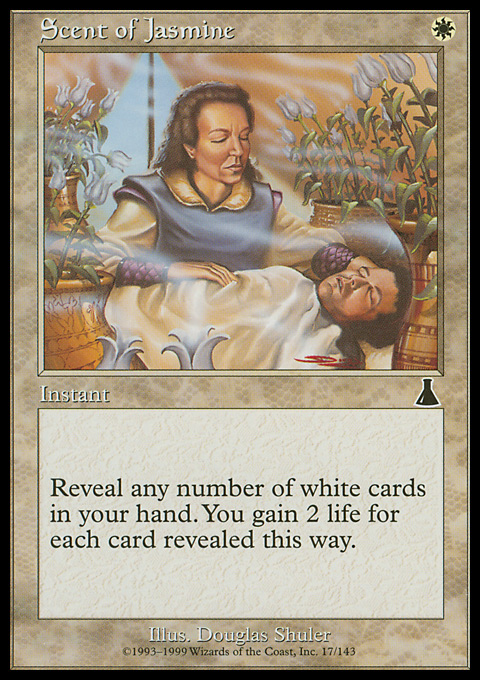 Scent of Jasmine
Instant
Reveal any number of white cards
in your hand. You gain 2 life for
each card revealed this way.
Illus. Douglas Shuler
©1993–1999 Wizards of the Coast, Inc. 17/143